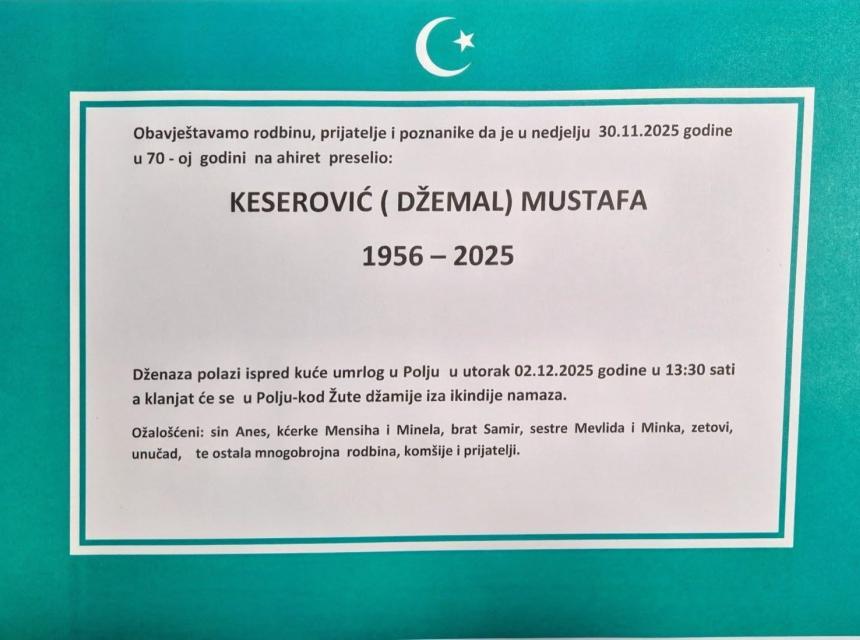 Obavještavamo rodbinu, prijatelje i poznanike da je u nedjelju 30.11.2025 godine
u 70 - oj godini na ahiret preselio:
KESEROVIĆ ( DŽEMAL) MUSTAFA
1956 – 2025
Dženaza polazi ispred kuće umrlog u Polju u utorak 02.12.2025 godine u 13:30 sati
a klanjat će se u Polju-kod Žute džamije iza ikindije namaza.
Ožalošćeni: sin Anes, kćerke Mensiha i Minela, brat Samir, sestre Mevlida i Minka, zetovi,
unučad, te ostala mnogobrojna rodbina, komšije i prijatelji.